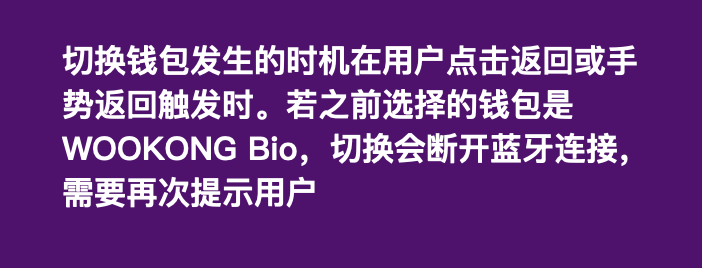 切换钱包发生的时机在用户点击返回或手
势返回触发时。若之前选择的钱包是
WOOKONG Bio，切换会断开蓝牙连接，
需要再次提示用户